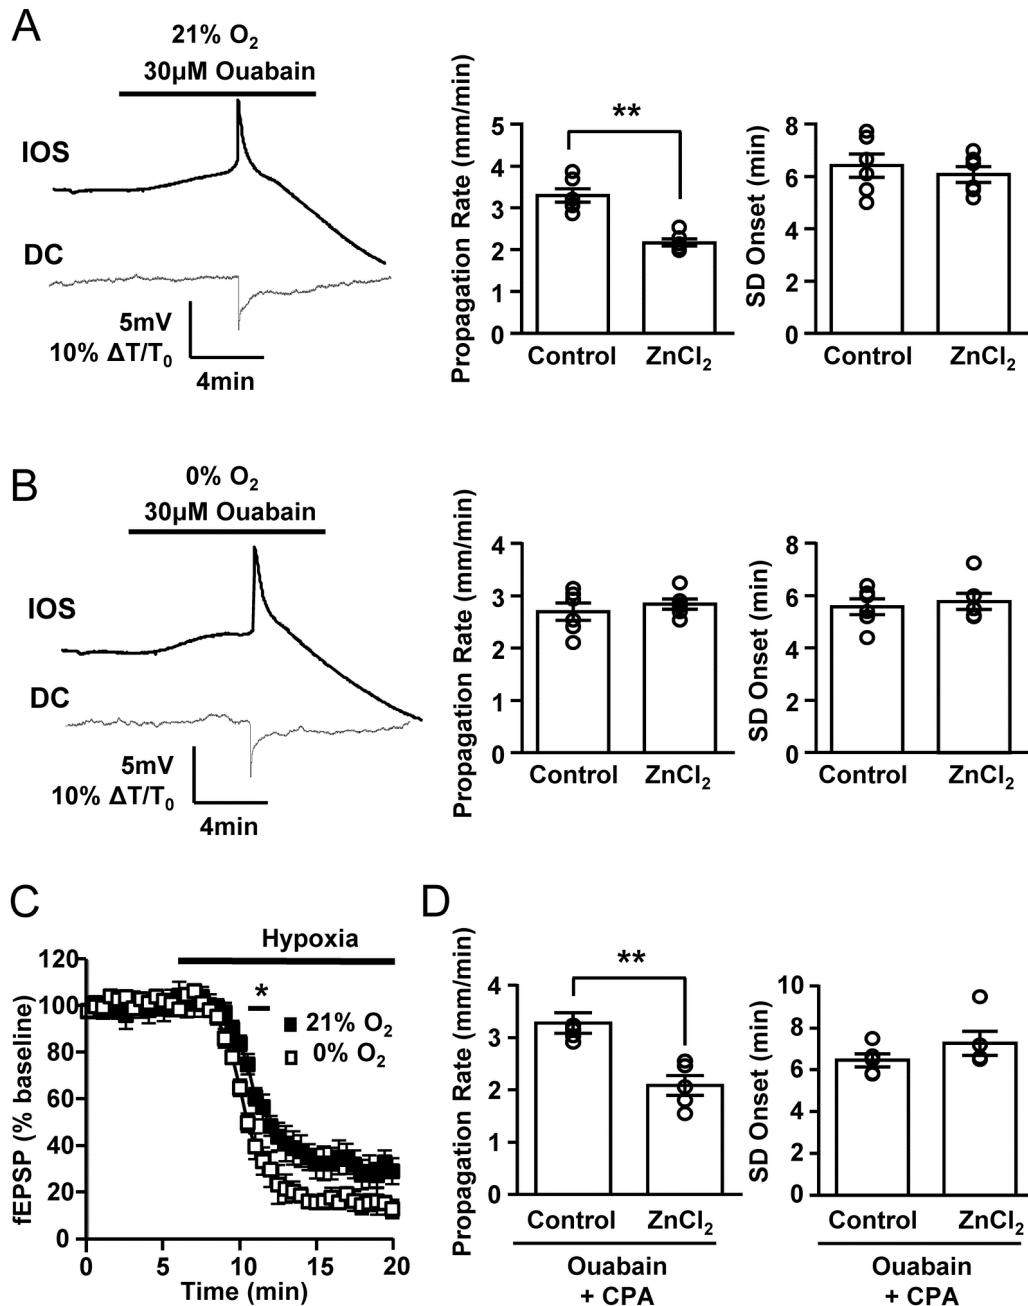 A
21% O₂
30µM Ouabain
IOS
DC
5mV
10% ΔT/T₀
4min
Propagation Rate (mm/min)
5
4
3
2
1
0
**
Control
ZnCl₂
SD Onset (min)
8
6
4
2
0
Control
ZnCl₂
B
0% O₂
30µM Ouabain
IOS
DC
5mV
10% ΔT/T₀
4min
Propagation Rate (mm/min)
4
3
2
1
0
Control
ZnCl₂
SD Onset (min)
8
6
4
2
0
Control
ZnCl₂
C
fEPSP (% baseline)
120
100
80
60
40
20
0
Hypoxia
*
21% O₂
0% O₂
0
5
10
15
20
Time (min)
D
Propagation Rate (mm/min)
4
3
2
1
0
**
Control
ZnCl₂
Ouabain
+ CPA
SD Onset (min)
10
8
6
4
2
0
Control
ZnCl₂
Ouabain
+ CPA